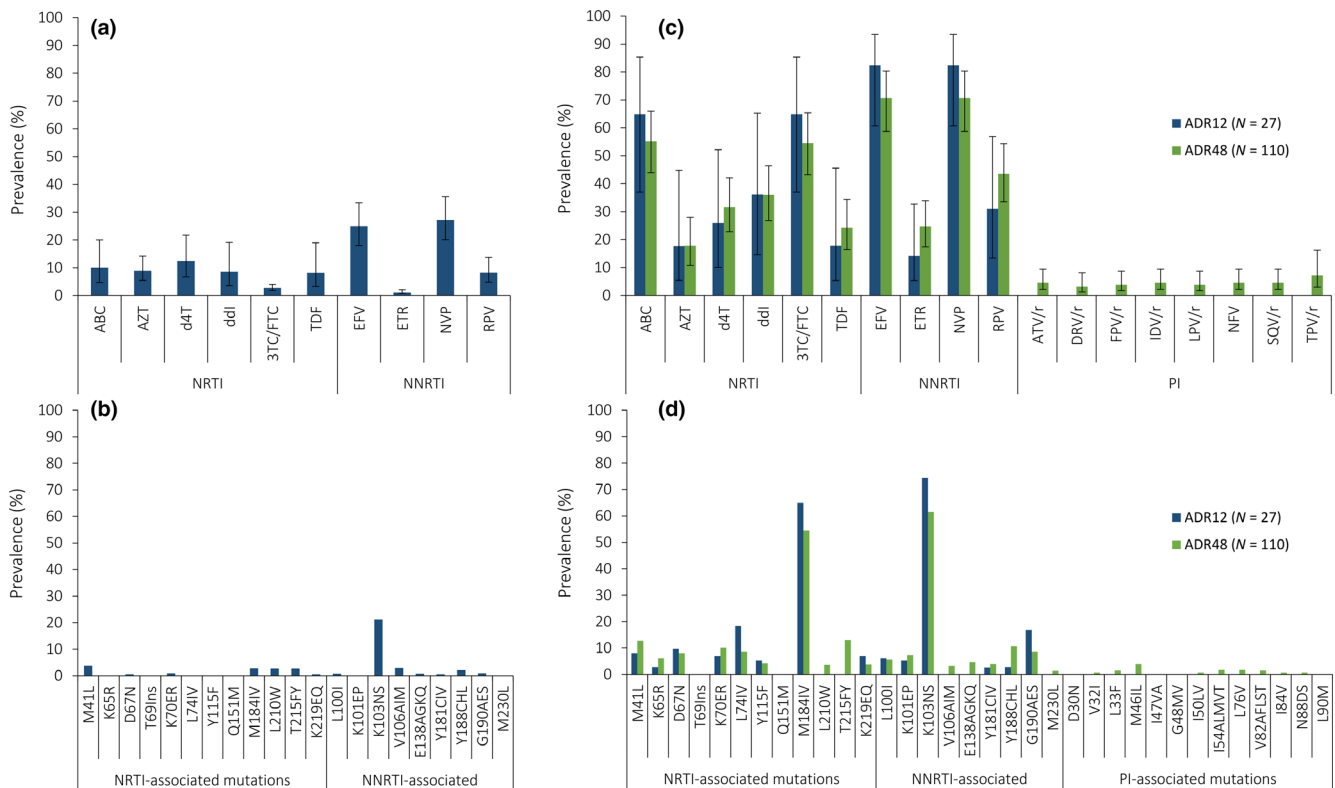 (a)
Prevalence (%)
100
90
80
70
60
50
40
30
20
10
0
ABC
AZT
d4T
ddI
3TC/FTC
TDF
EFV
ETR
NVP
RPV
NRTI
NNRTI
(c)
Prevalence (%)
100
90
80
70
60
50
40
30
20
10
0
ADR12 (N = 27)
ADR48 (N = 110)
ABC
AZT
d4T
ddI
3TC/FTC
TDF
EFV
ETR
NVP
RPV
ATV/r
DRV/r
FPV/r
IDV/r
LPV/r
NFV
SQV/r
TPV/r
NRTI
NNRTI
PI
(b)
Prevalence (%)
100
90
80
70
60
50
40
30
20
10
0
M41L
K65R
D67N
T69Ins
K70ER
L74IV
Y115F
Q151M
M184IV
L210W
T215FY
K219EQ
L100I
K101EP
K103NS
V106AIM
E138AGKQ
Y181CIV
Y188CHL
G190AES
M230L
NRTI-associated mutations
NNRTI-associated
(d)
Prevalence (%)
100
90
80
70
60
50
40
30
20
10
0
ADR12 (N = 27)
ADR48 (N = 110)
M41L
K65R
D67N
T69Ins
K70ER
L74IV
Y115F
Q151M
M184IV
L210W
T215FY
K219EQ
L100I
K101EP
K103NS
V106AIM
E138AGKQ
Y181CIV
Y188CHL
G190AES
M230L
D30N
V32I
L33F
M46IL
I47VA
G48MV
I50LV
I54ALMVT
L76V
V82AFLST
I84V
N88DS
L90M
NRTI-associated mutations
NNRTI-associated
PI-associated mutations